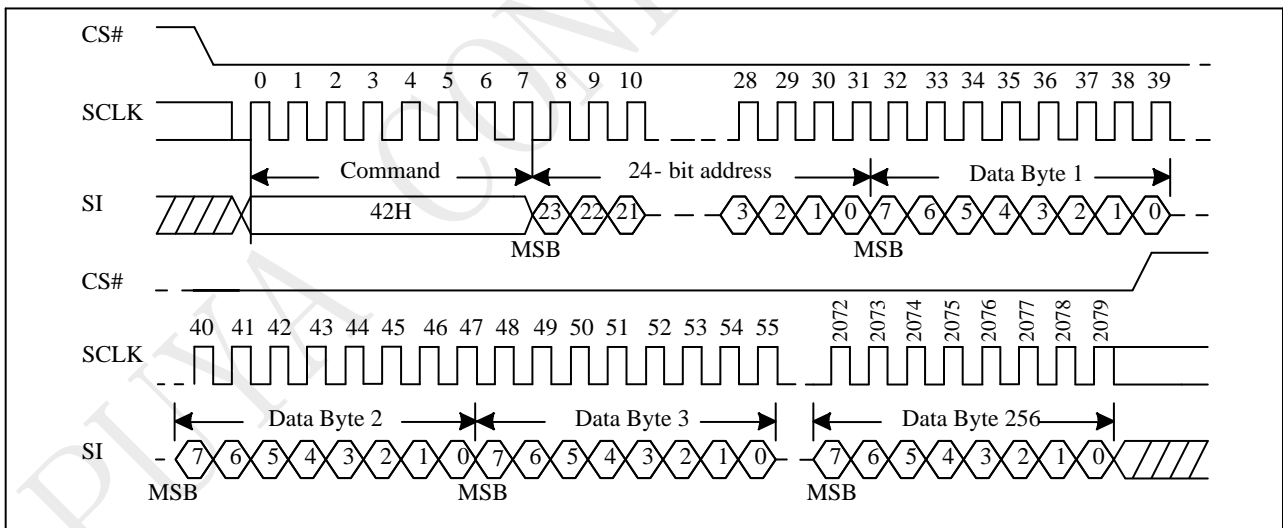 CS#
0 1 2 3 4 5 6 7 8 9 10 28 29 30 31 32 33 34 35 36 37 38 39
SCLK
Command 24- bit address Data Byte 1
SI 42H 23 22 21 3 2 1 0 7 6 5 4 3 2 1 0
MSB MSB
CS#
40 41 42 43 44 45 46 47 48 49 50 51 52 53 54 55 2072 2073 2074 2075 2076 2077 2078 2079
SCLK
Data Byte 2 Data Byte 3 Data Byte 256
SI 7 6 5 4 3 2 1 0 7 6 5 4 3 2 1 0 7 6 5 4 3 2 1 0
MSB MSB MSB
PUYA CON